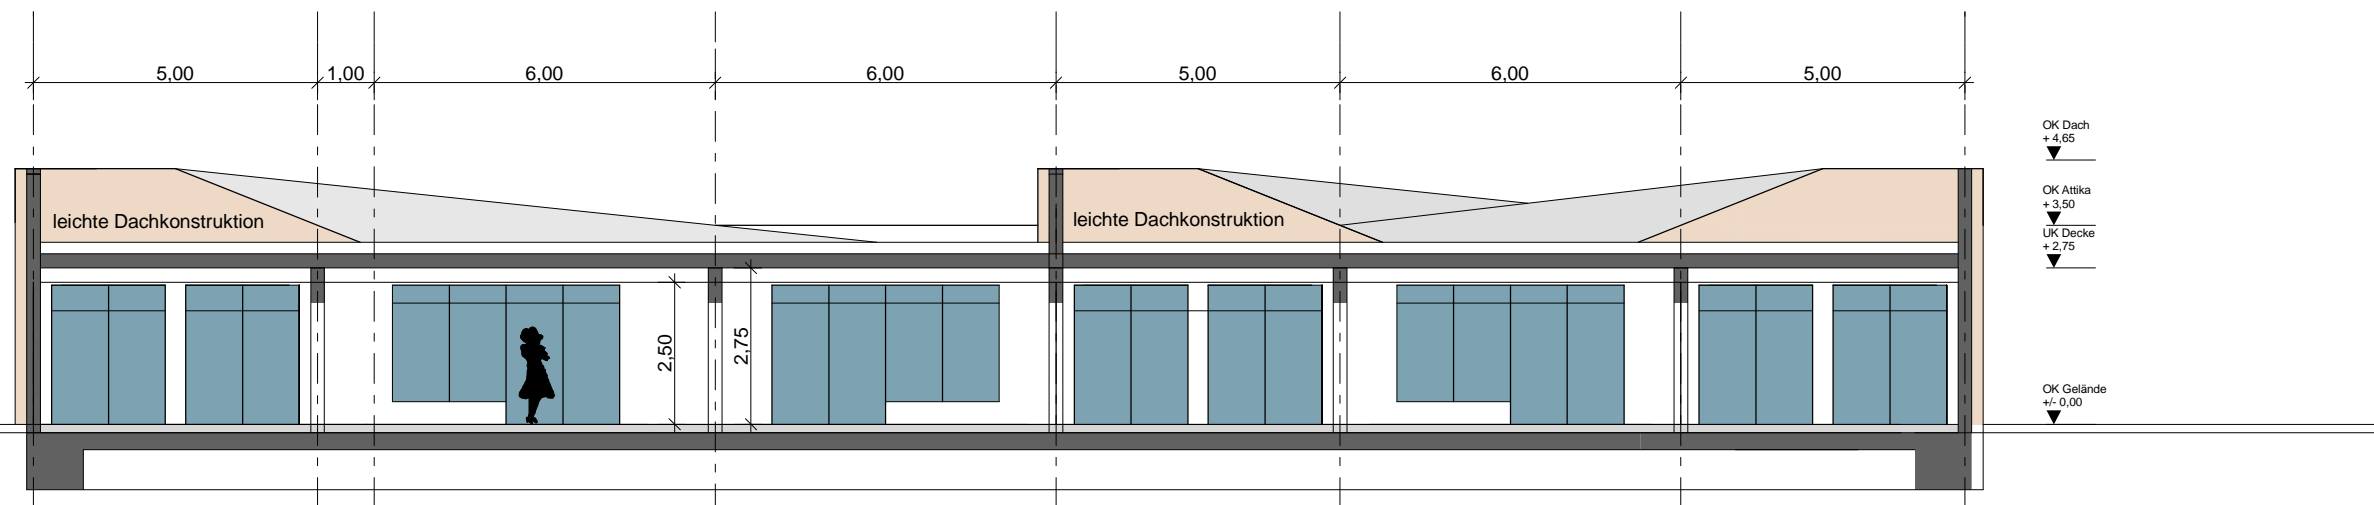 5,00
1,00
6,00
6,00
5,00
6,00
5,00
OK Dach
+ 4,65
OK Attika
+ 3,50
UK Decke
+ 2,75
leichte Dachkonstruktion
leichte Dachkonstruktion
2,50
2,75
OK Gelände
+/- 0,00